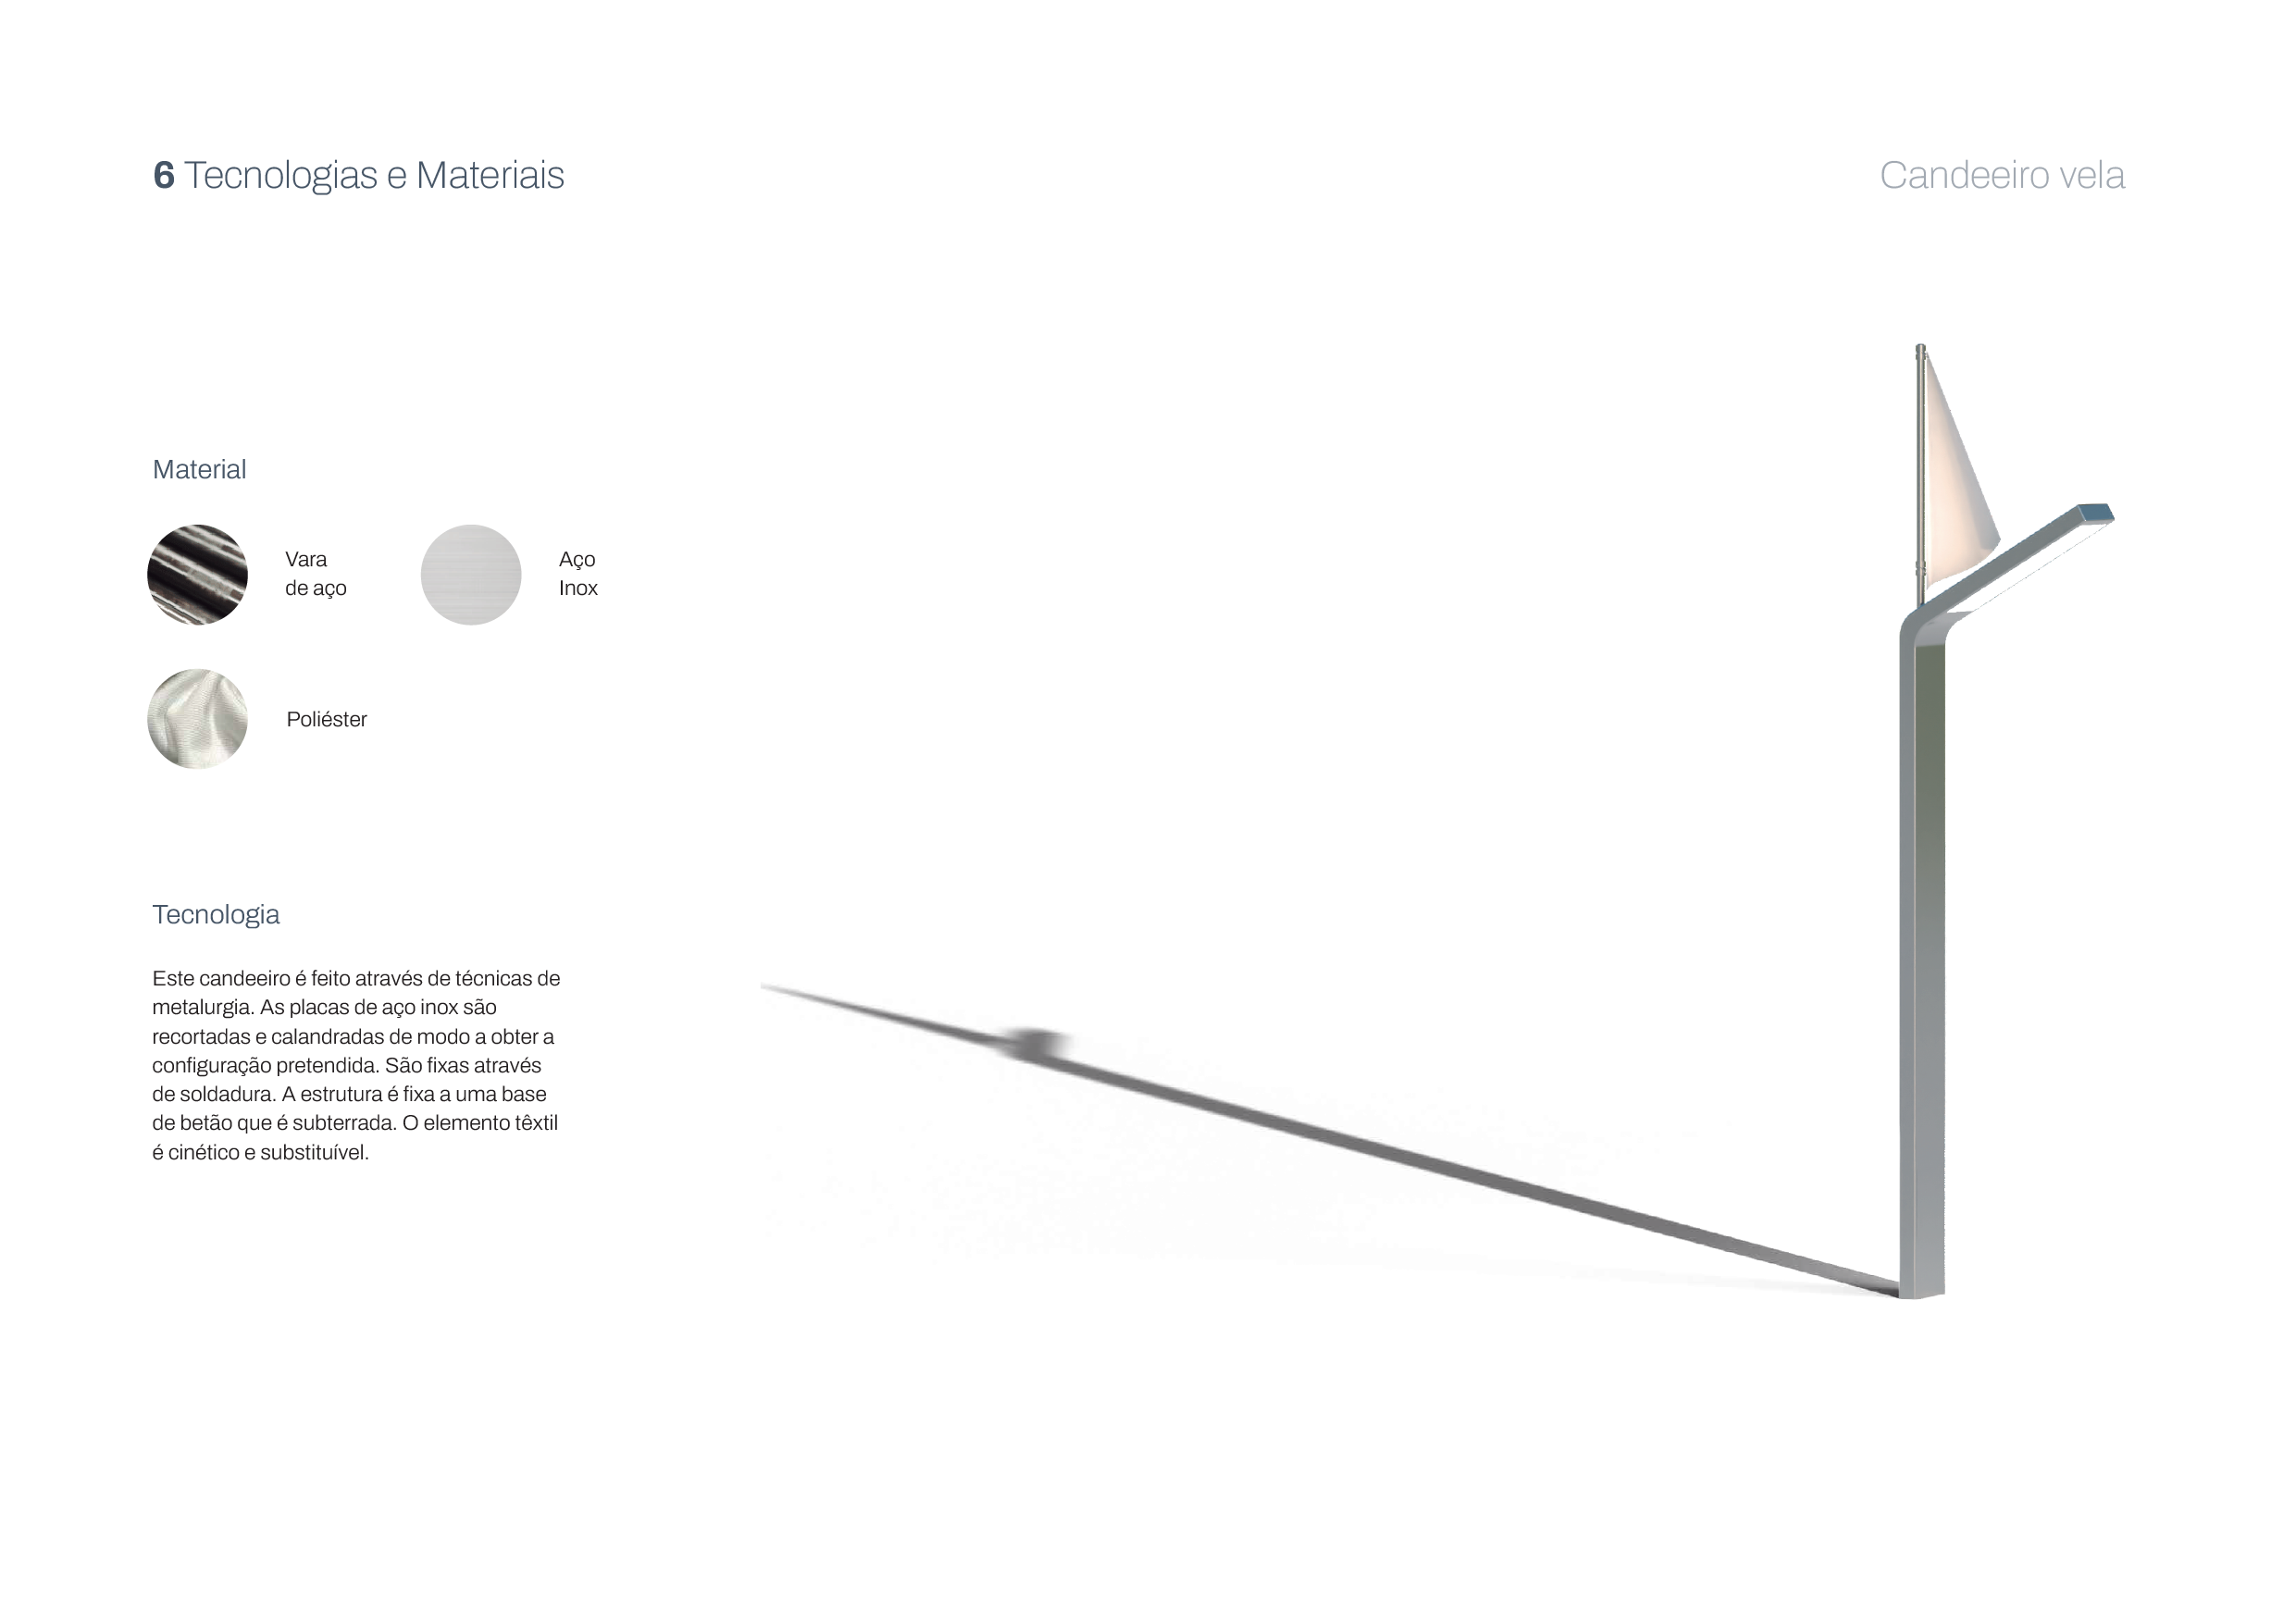 6 Tecnologias e Materiais
Candeeiro vela
Material
Vara
de aço
Aço
Inox
Poliéster
Tecnologia
Este candeeiro é feito através de técnicas de
metalurgia. As placas de aço inox são
recortadas e calandradas de modo a obter a
configuração pretendida. São fixas através
de soldadura. A estrutura é fixa a uma base
de betão que é subterrada. O elemento têxtil
é cinético e substituível.